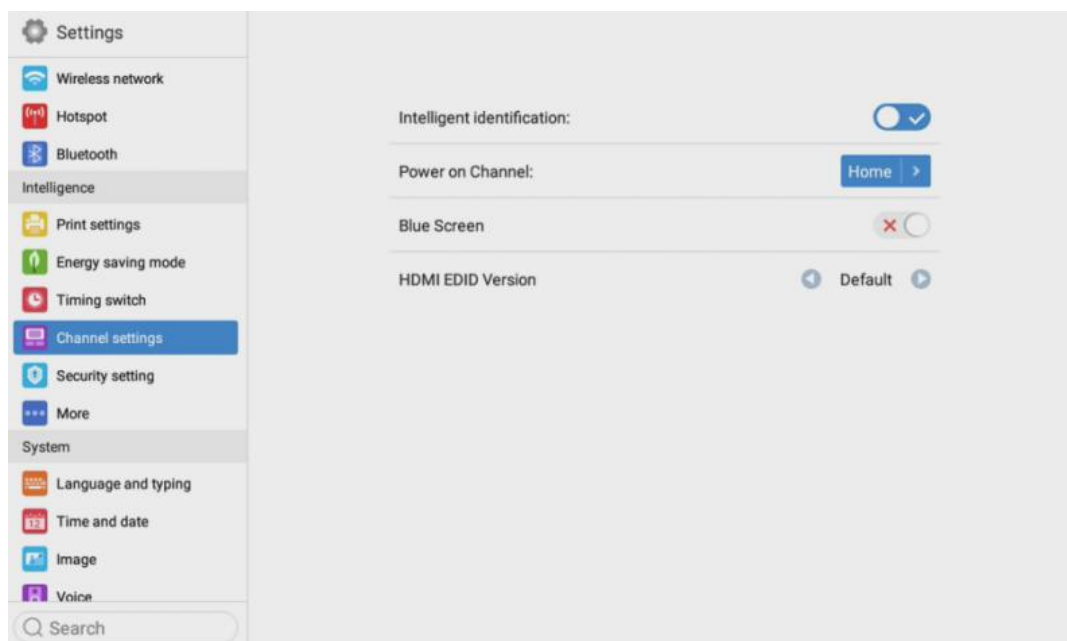 Settings
Wireless network
Hotspot
Bluetooth
Intelligence
Print settings
Energy saving mode
Timing switch
Channel settings
Security setting
More
System
Language and typing
12
Time and date
Image
Voice
Search
Intelligent identification:
Power on Channel:
Home
Blue Screen
HDMI EDID Version
Default